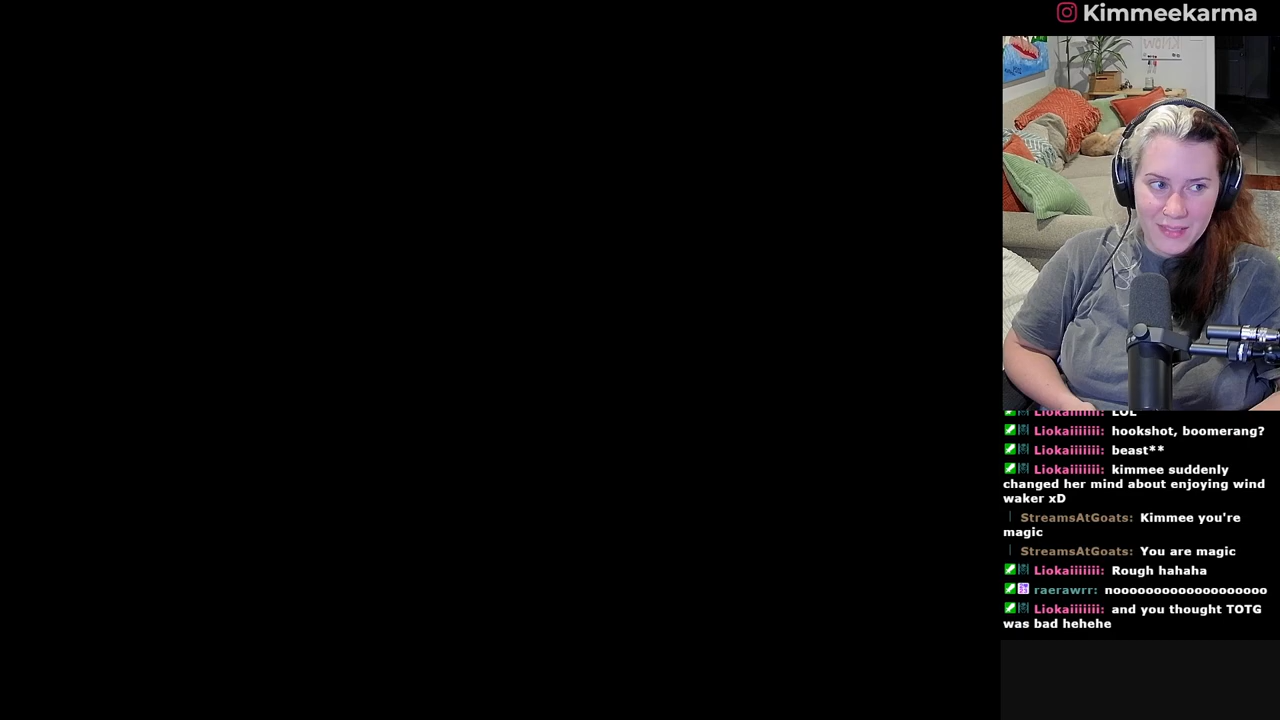 Kimmeekarma
Liokaiiiiiii: LOL
Liokaiiiiiii: hookshot, boomerang?
Liokaiiiiiii: beast**
Liokaiiiiiii: kimmee suddenly
changed her mind about enjoying wind
waker xD
StreamsAtGoats: Kimmee you're
magic
StreamsAtGoats: You are magic
Liokaiiiiiii: Rough hahaha
raerawrr: nooooooooooooooooooo
Liokaiiiiiii: and you thought TOTG
was bad hehehe